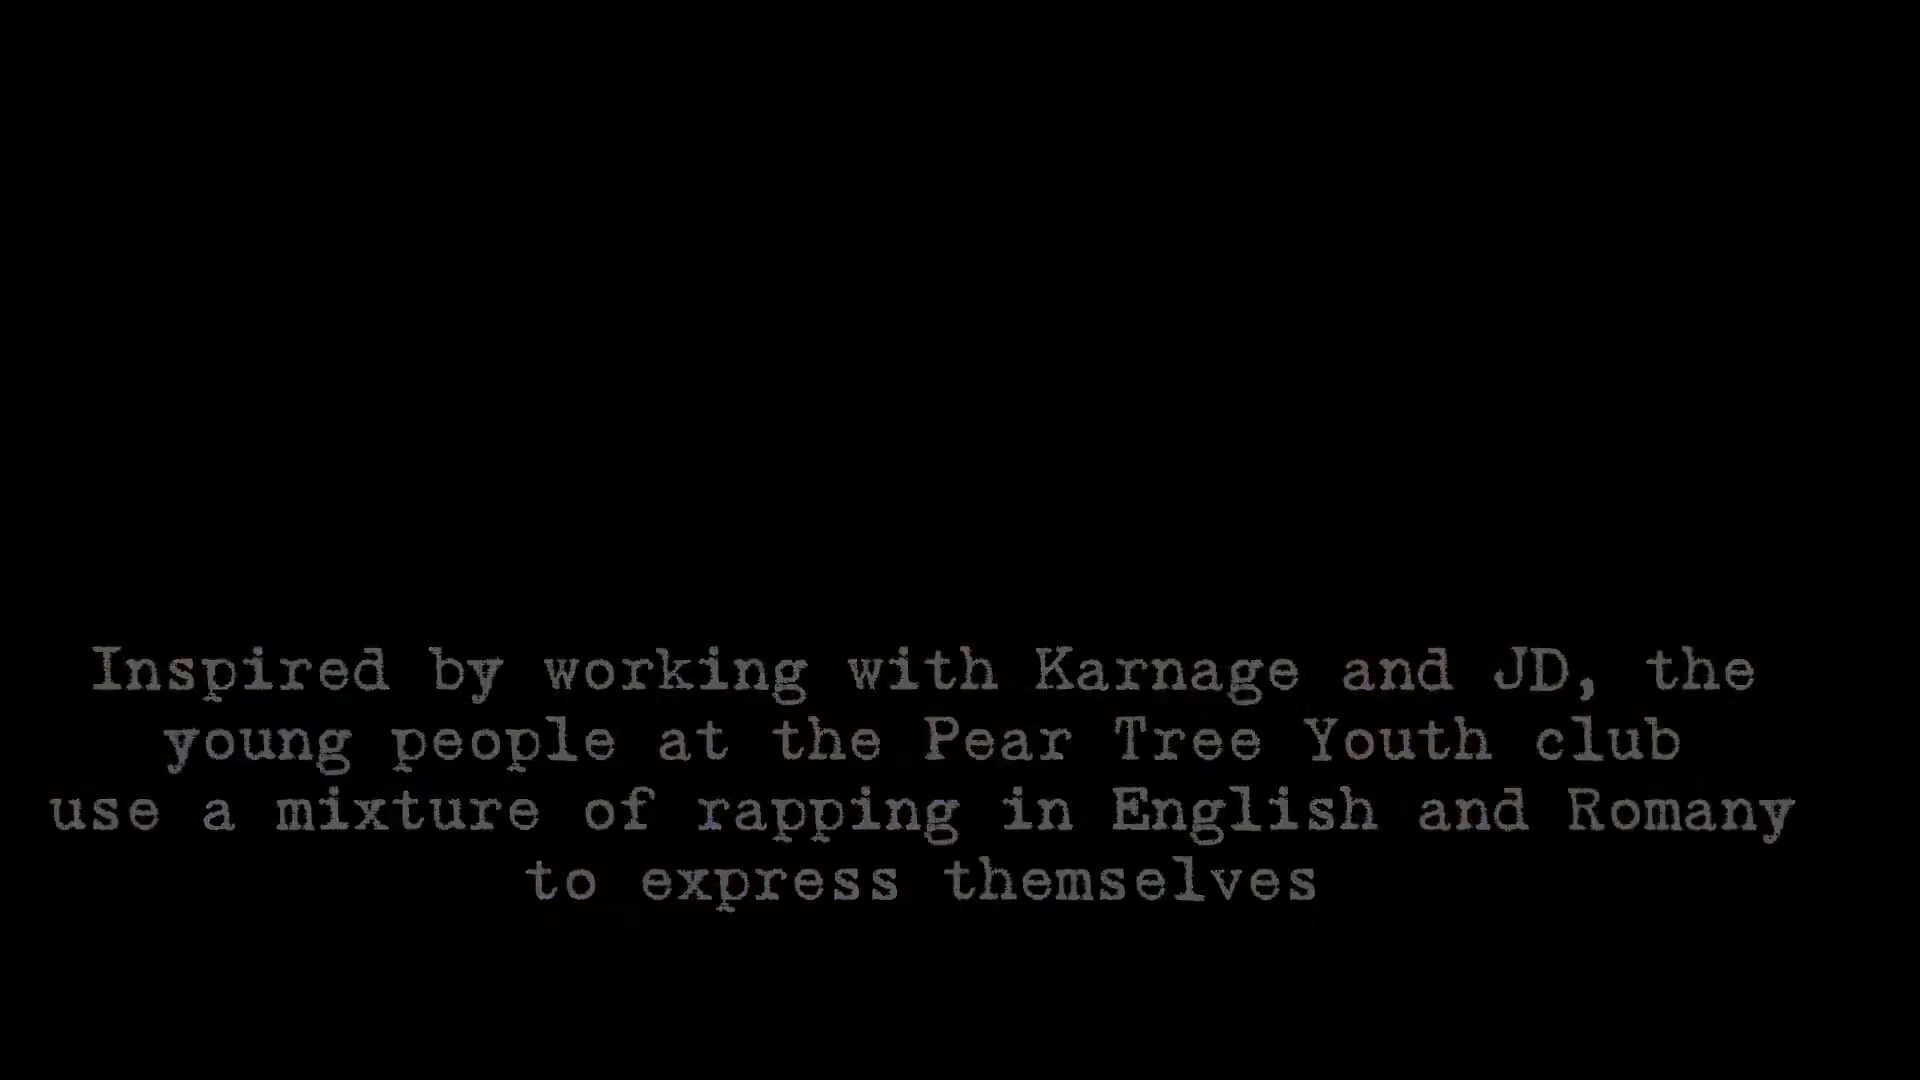 Inspired by working with Karnage and JD, the
young people at the Pear Tree Youth club
use a mixture of rapping in English and Romany
to express themselves